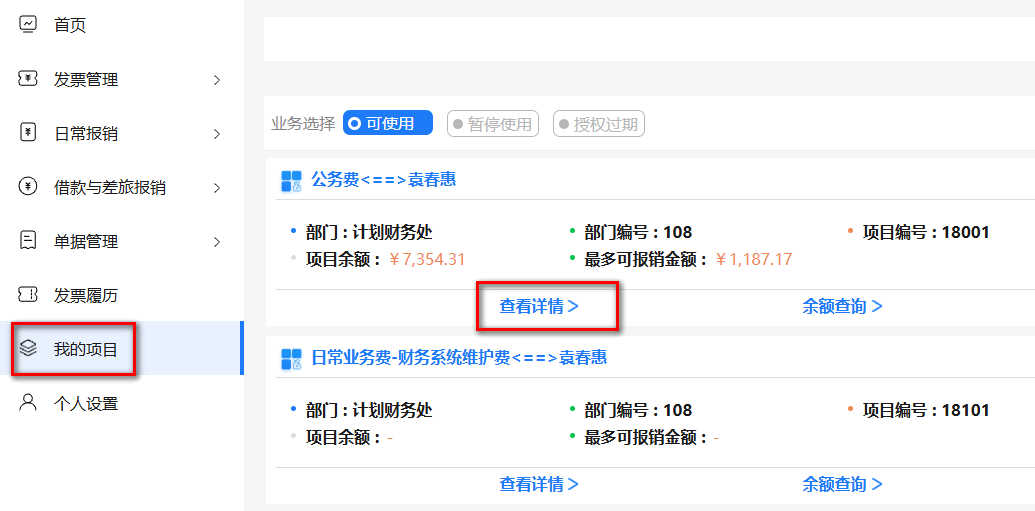 首页
发票管理
日常报销
借款与差旅报销
单据管理
发票履历
我的项目
个人设置
业务选择 可使用 暂停使用 授权过期
公务费<==>袁春惠
部门：计划财务处 部门编号：108 项目编号：18001
项目余额：￥7,354.31 最多可报销金额：￥1,187.17
查看详情> 余额查询>
日常业务费-财务系统维护费<==>袁春惠
部门：计划财务处 部门编号：108 项目编号：18101
项目余额：- 最多可报销金额：-
查看详情> 余额查询>